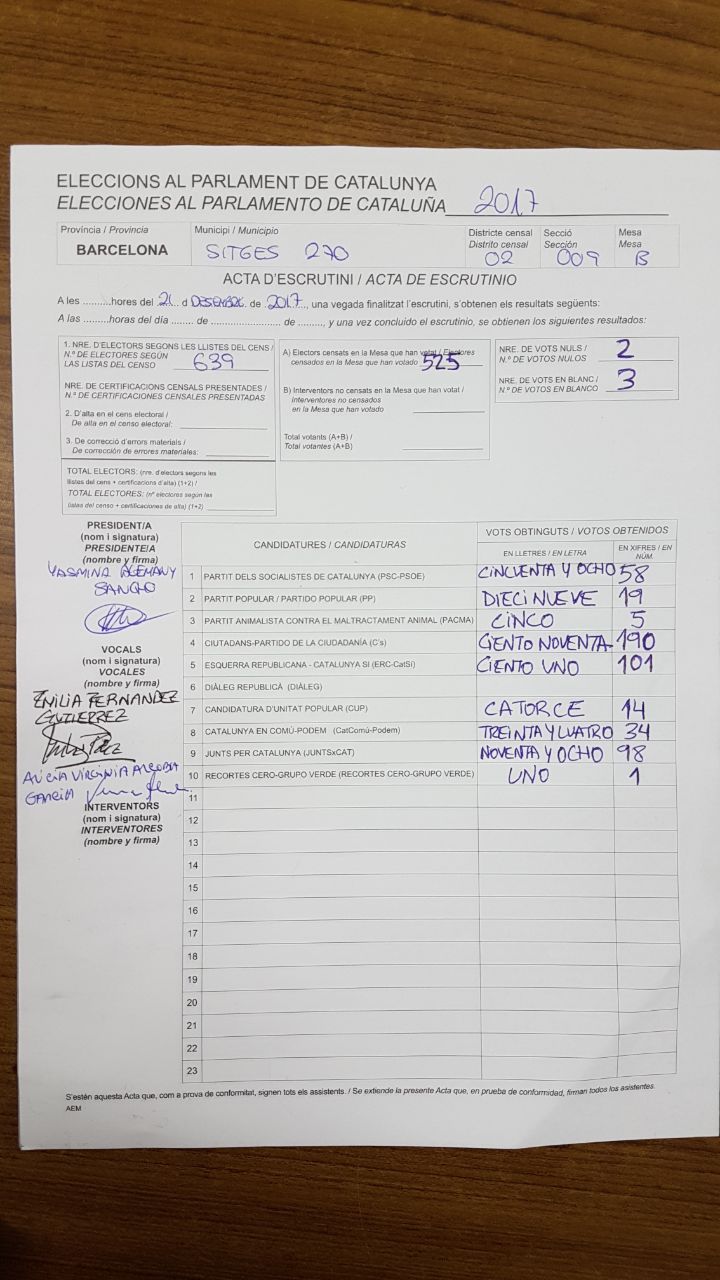 ELECCIONS AL PARLAMENT DE CATALUNYA
ELECCIONES AL PARLAMENTO DE CATALUÑA 2017
Província / Provincia
BARCELONA
Municipi / Municipio
SITGES 270
Districte censal
Distrito censal
02
Secció
Sección
009
Mesa
Mesa
B
ACTA D'ESCRUTINI / ACTA DE ESCRUTINIO
A les ..........hores del 21 d DESEMBRE de 2017, una vegada finalitzat l'escrutini, s'obtenen els resultats següents:
A las ..........horas del día ........ de ........................ de ........, y una vez concluido el escrutinio, se obtienen los siguientes resultados:
1. NRE. D'ELECTORS SEGONS LES LLISTES DEL CENS /
N.º DE ELECTORES SEGÚN
LAS LISTAS DEL CENSO 639
NRE. DE CERTIFICACIONS CENSALS PRESENTADES /
N.º DE CERTIFICACIONES CENSALES PRESENTADAS
2. D'alta en el cens electoral /
De alta en el censo electoral:
3. De correcció d'errors materials /
De corrección de errores materiales:
TOTAL ELECTORS: (nre. d'electors segons les
llistes del cens + certificacions d'alta) (1+2) /
TOTAL ELECTORES: (nº electores según las
listas del censo + certificaciones de alta) (1+2)
A) Electors censats en la Mesa que han votat / Electores
censados en la Mesa que han votado 525
B) Interventors no censats en la Mesa que han votat /
Interventores no censados
en la Mesa que han votado
Total votants (A+B) /
Total votantes (A+B)
NRE. DE VOTS NULS /
N.º DE VOTOS NULOS 2
NRE. DE VOTS EN BLANC /
N.º DE VOTOS EN BLANCO 3
PRESIDENT/A
(nom i signatura)
PRESIDENTE/A
(nombre y firma)
YASMINA ALEMANY
SANCHO
VOCALS
(nom i signatura)
VOCALES
(nombre y firma)
EMILIA FERNANDEZ
GUTIERREZ
ALICIA VIRGINIA
GARCIA
INTERVENTORS
(nom i signatura)
INTERVENTORES
(nombre y firma)
CANDIDATURES / CANDIDATURAS
VOTS OBTINGUTS / VOTOS OBTENIDOS
EN LLETRES / EN LETRA
EN XIFRES / EN NÚM.
1 PARTIT DELS SOCIALISTES DE CATALUNYA (PSC-PSOE) CINCUENTA Y OCHO 58
2 PARTIT POPULAR / PARTIDO POPULAR (PP) DIECINUEVE 19
3 PARTIT ANIMALISTA CONTRA EL MALTRACTAMENT ANIMAL (PACMA) CINCO 5
4 CIUTADANS-PARTIDO DE LA CIUDADANÍA (C's) CIENTO NOVENTA 190
5 ESQUERRA REPUBLICANA - CATALUNYA SÍ (ERC-CatSí) CIENTO UNO 101
6 DIÀLEG REPUBLICÀ (DIÀLEG)
7 CANDIDATURA D'UNITAT POPULAR (CUP) CATORCE 14
8 CATALUNYA EN COMÚ-PODEM (CatComú-Podem) TREINTA Y CUATRO 34
9 JUNTS PER CATALUNYA (JUNTSxCAT) NOVENTA Y OCHO 98
10 RECORTES CERO-GRUPO VERDE (RECORTES CERO-GRUPO VERDE) UNO 1
11
12
13
14
15
16
17
18
19
20
21
22
23
S'estén aquesta Acta que, com a prova de conformitat, signen tots els assistents. / Se extiende la presente Acta que, en prueba de conformidad, firman todos los asistentes.
AEM